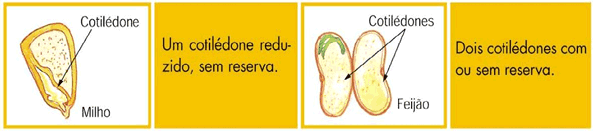 Cotilédone
Milho
Um cotilédone redu-
zido, sem reserva.
Cotilédones
Feijão
Dois cotilédones com
ou sem reserva.